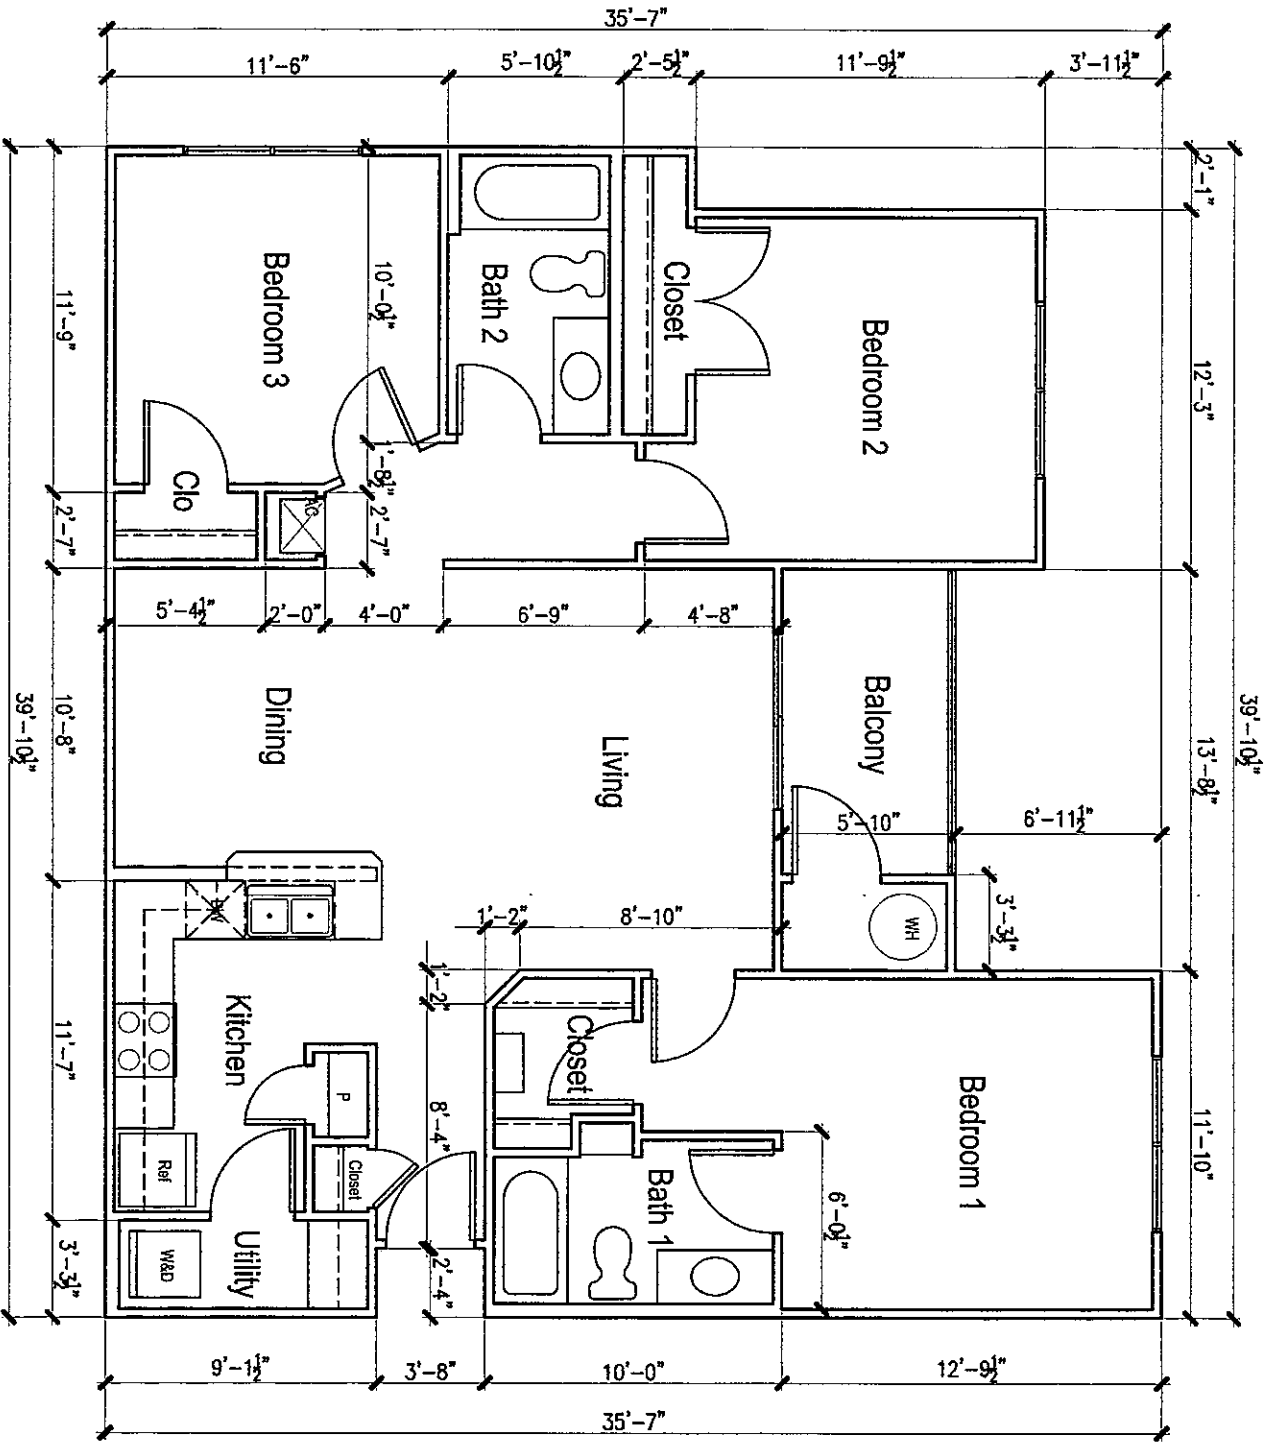 35'-7"
11'-6"
5'-10½"
2'-5½"
11'-9½"
3'-11½"
2'-1"
12'-3"
13'-8½"
11'-10"
39'-10½"
39'-10½"
11'-9"
2'-7"
10'-8"
11'-7"
3'-3½"
Bedroom 3
10'-0½"
Bath 2
Closet
Bedroom 2
1'-8½"
2'-7"
Clo
AC
5'-4½"
2'-0"
4'-0"
6'-9"
4'-8"
Dining
Living
Balcony
5'-10"
6'-11½"
3'-3½"
WH
1'-2"
8'-10"
1'-2"
DW
Kitchen
Closet
Bedroom 1
P
8'-4"
Ref
Closet
Bath 1
6'-0½"
W&D
Utility
2'-4"
9'-1½"
3'-8"
10'-0"
12'-9½"
35'-7"